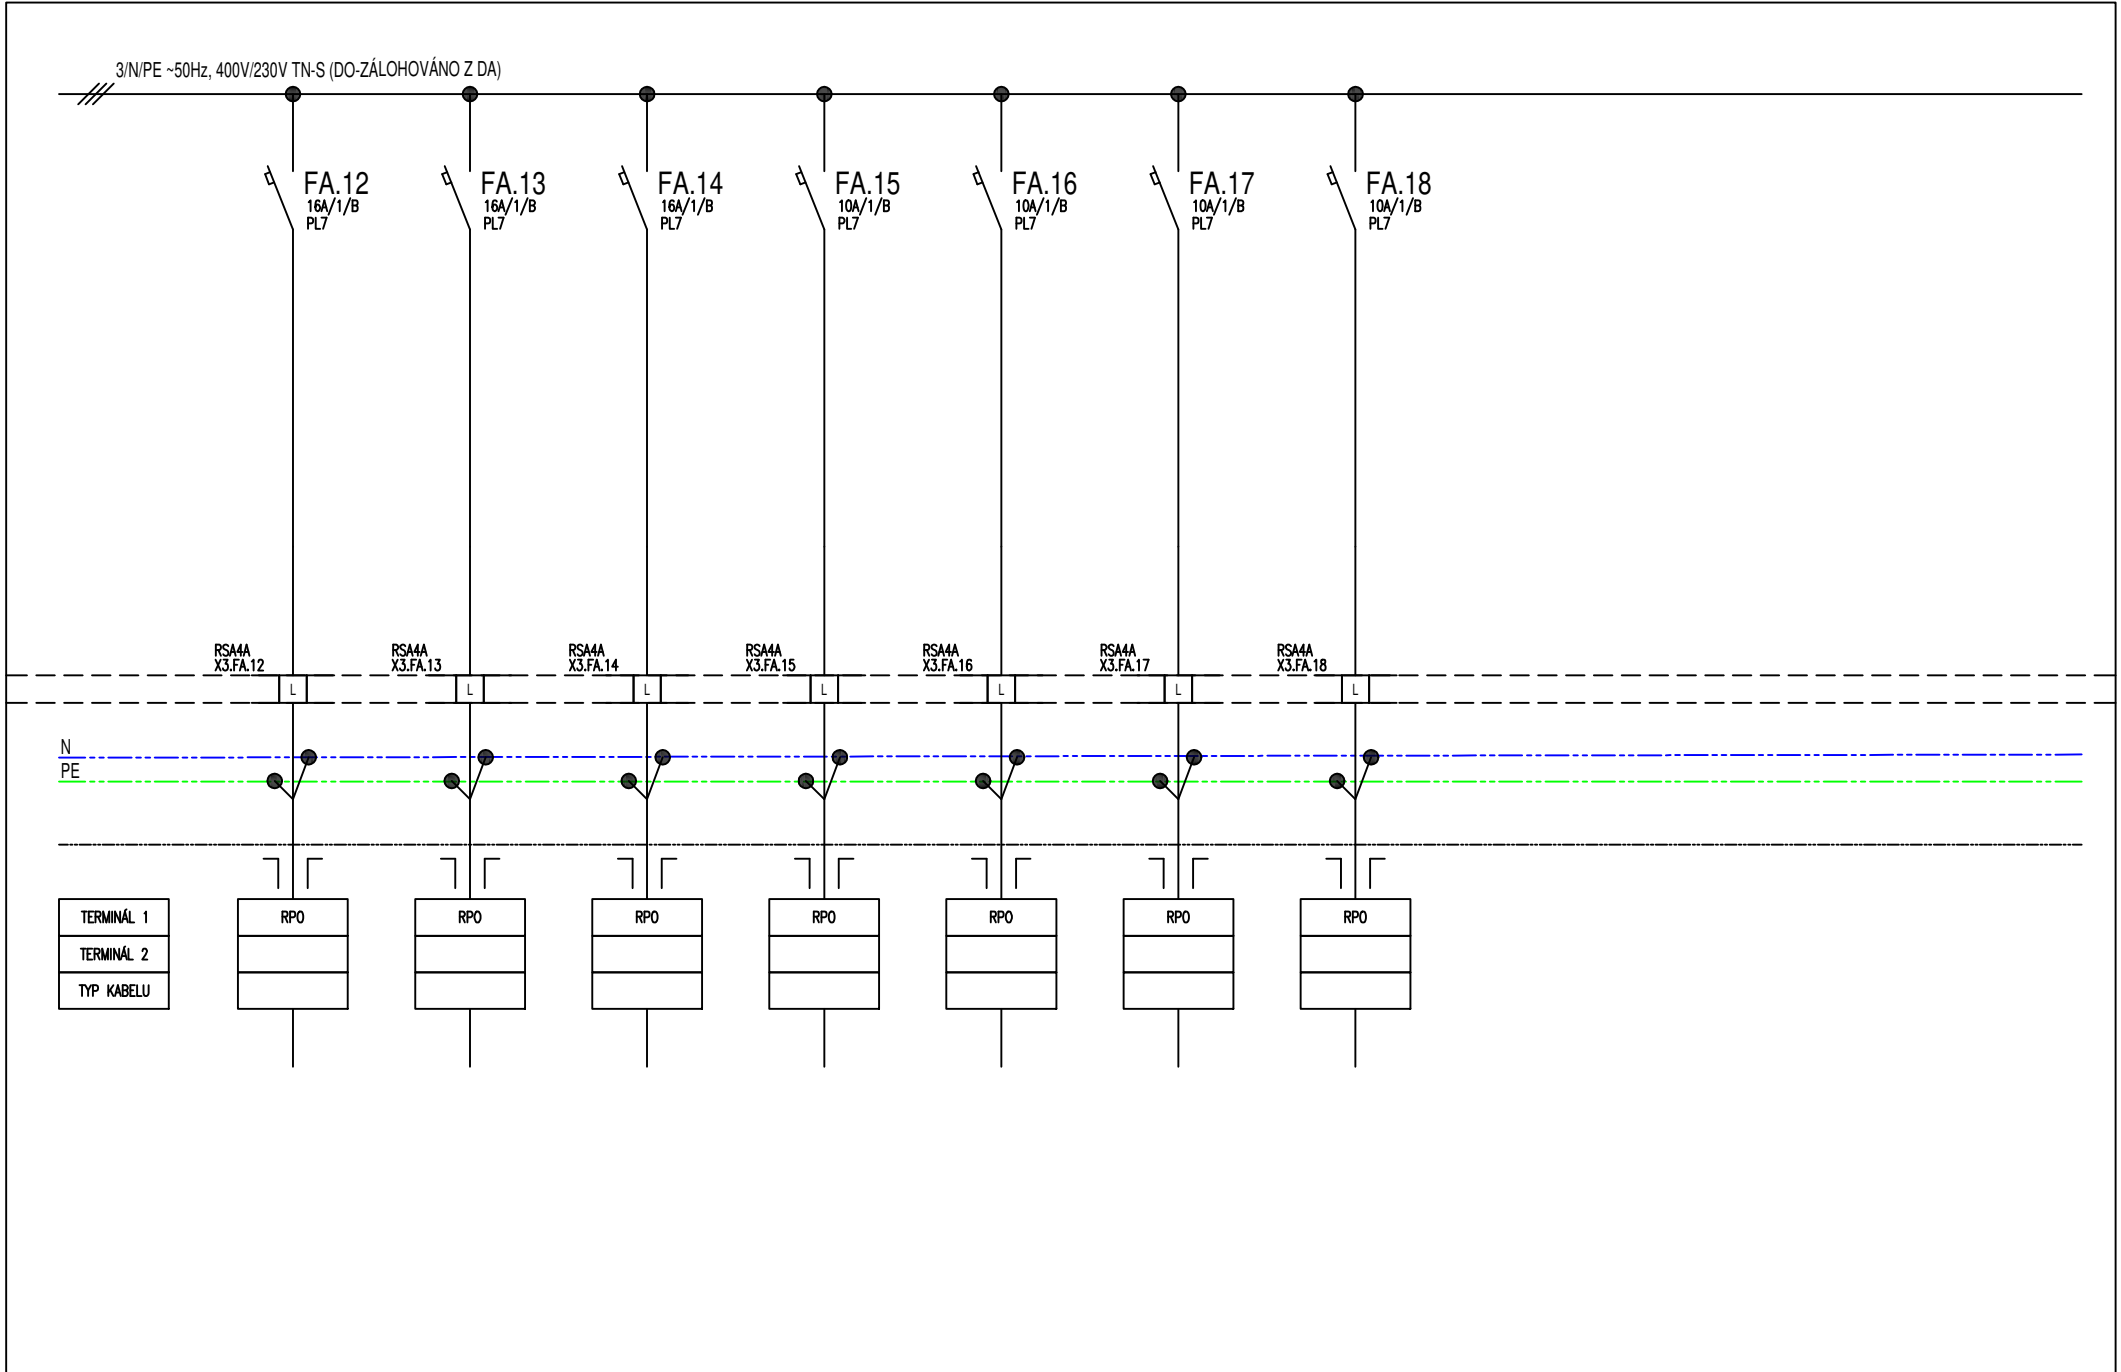 3/N/PE ~50Hz, 400V/230V TN-S (DO-ZÁLOHOVÁNO Z DA)
FA.12
16A/1/B
PL7
FA.13
16A/1/B
PL7
FA.14
16A/1/B
PL7
FA.15
10A/1/B
PL7
FA.16
10A/1/B
PL7
FA.17
10A/1/B
PL7
FA.18
10A/1/B
PL7
RSA4A
X3.FA.12
RSA4A
X3.FA.13
RSA4A
X3.FA.14
RSA4A
X3.FA.15
RSA4A
X3.FA.16
RSA4A
X3.FA.17
RSA4A
X3.FA.18
L
L
L
L
L
L
L
N
PE
TERMINÁL 1
RPO
RPO
RPO
RPO
RPO
RPO
RPO
TERMINÁL 2
TYP KABELU